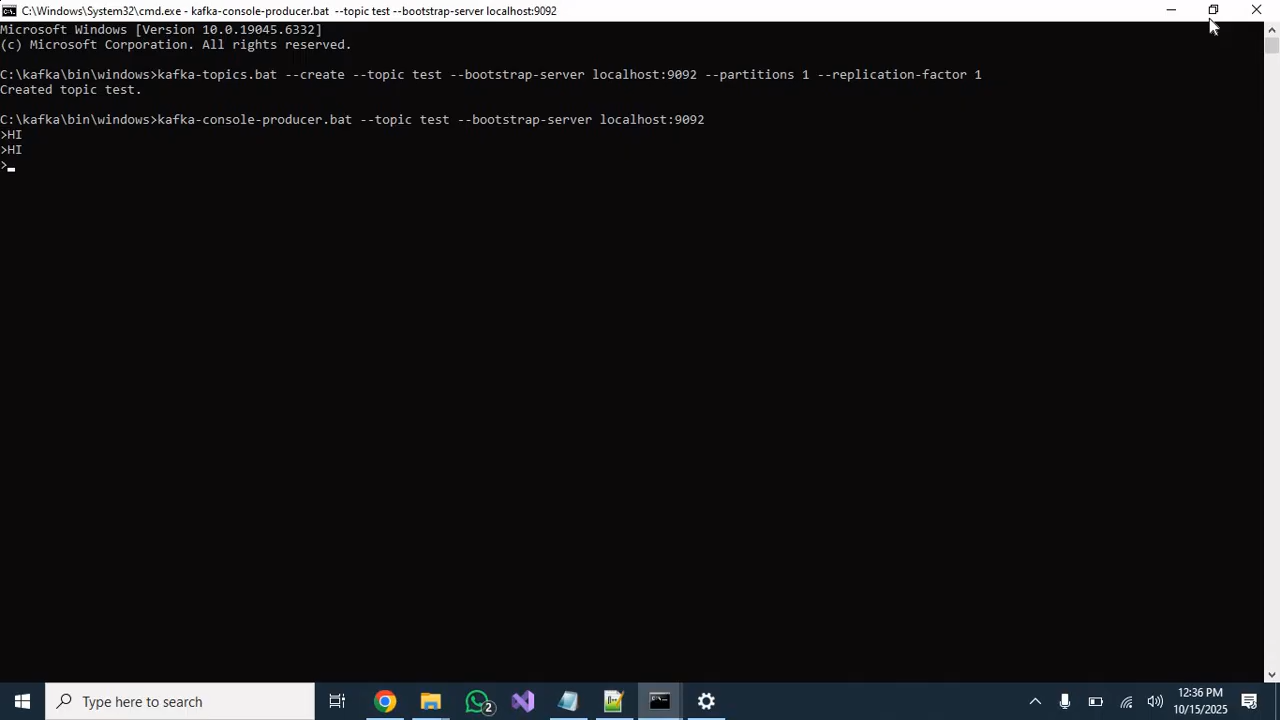 C:\Windows\System32\cmd.exe - kafka-console-producer.bat --topic test --bootstrap-server localhost:9092
Microsoft Windows [Version 10.0.19045.6332]
(c) Microsoft Corporation. All rights reserved.
C:\kafka\bin\windows>kafka-topics.bat --create --topic test --bootstrap-server localhost:9092 --partitions 1 --replication-factor 1
Created topic test.
C:\kafka\bin\windows>kafka-console-producer.bat --topic test --bootstrap-server localhost:9092
>HI
>HI
>
Type here to search
2
12:36 PM
10/15/2025